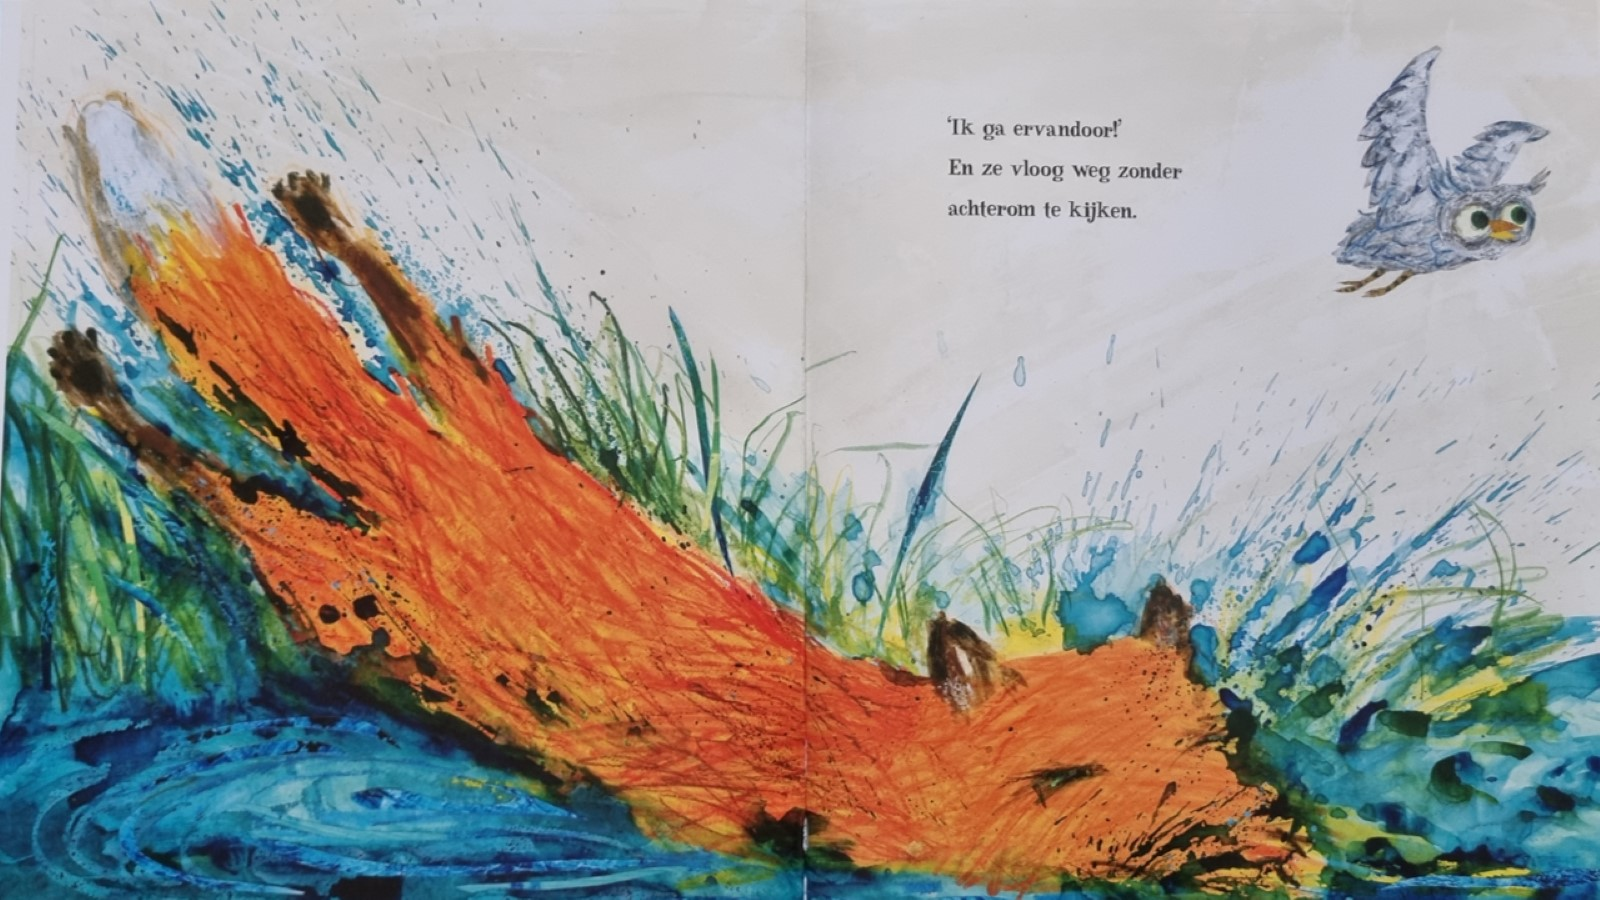 ‘Ik ga ervandoor!’
En ze vloog weg zonder
achterom te kijken.